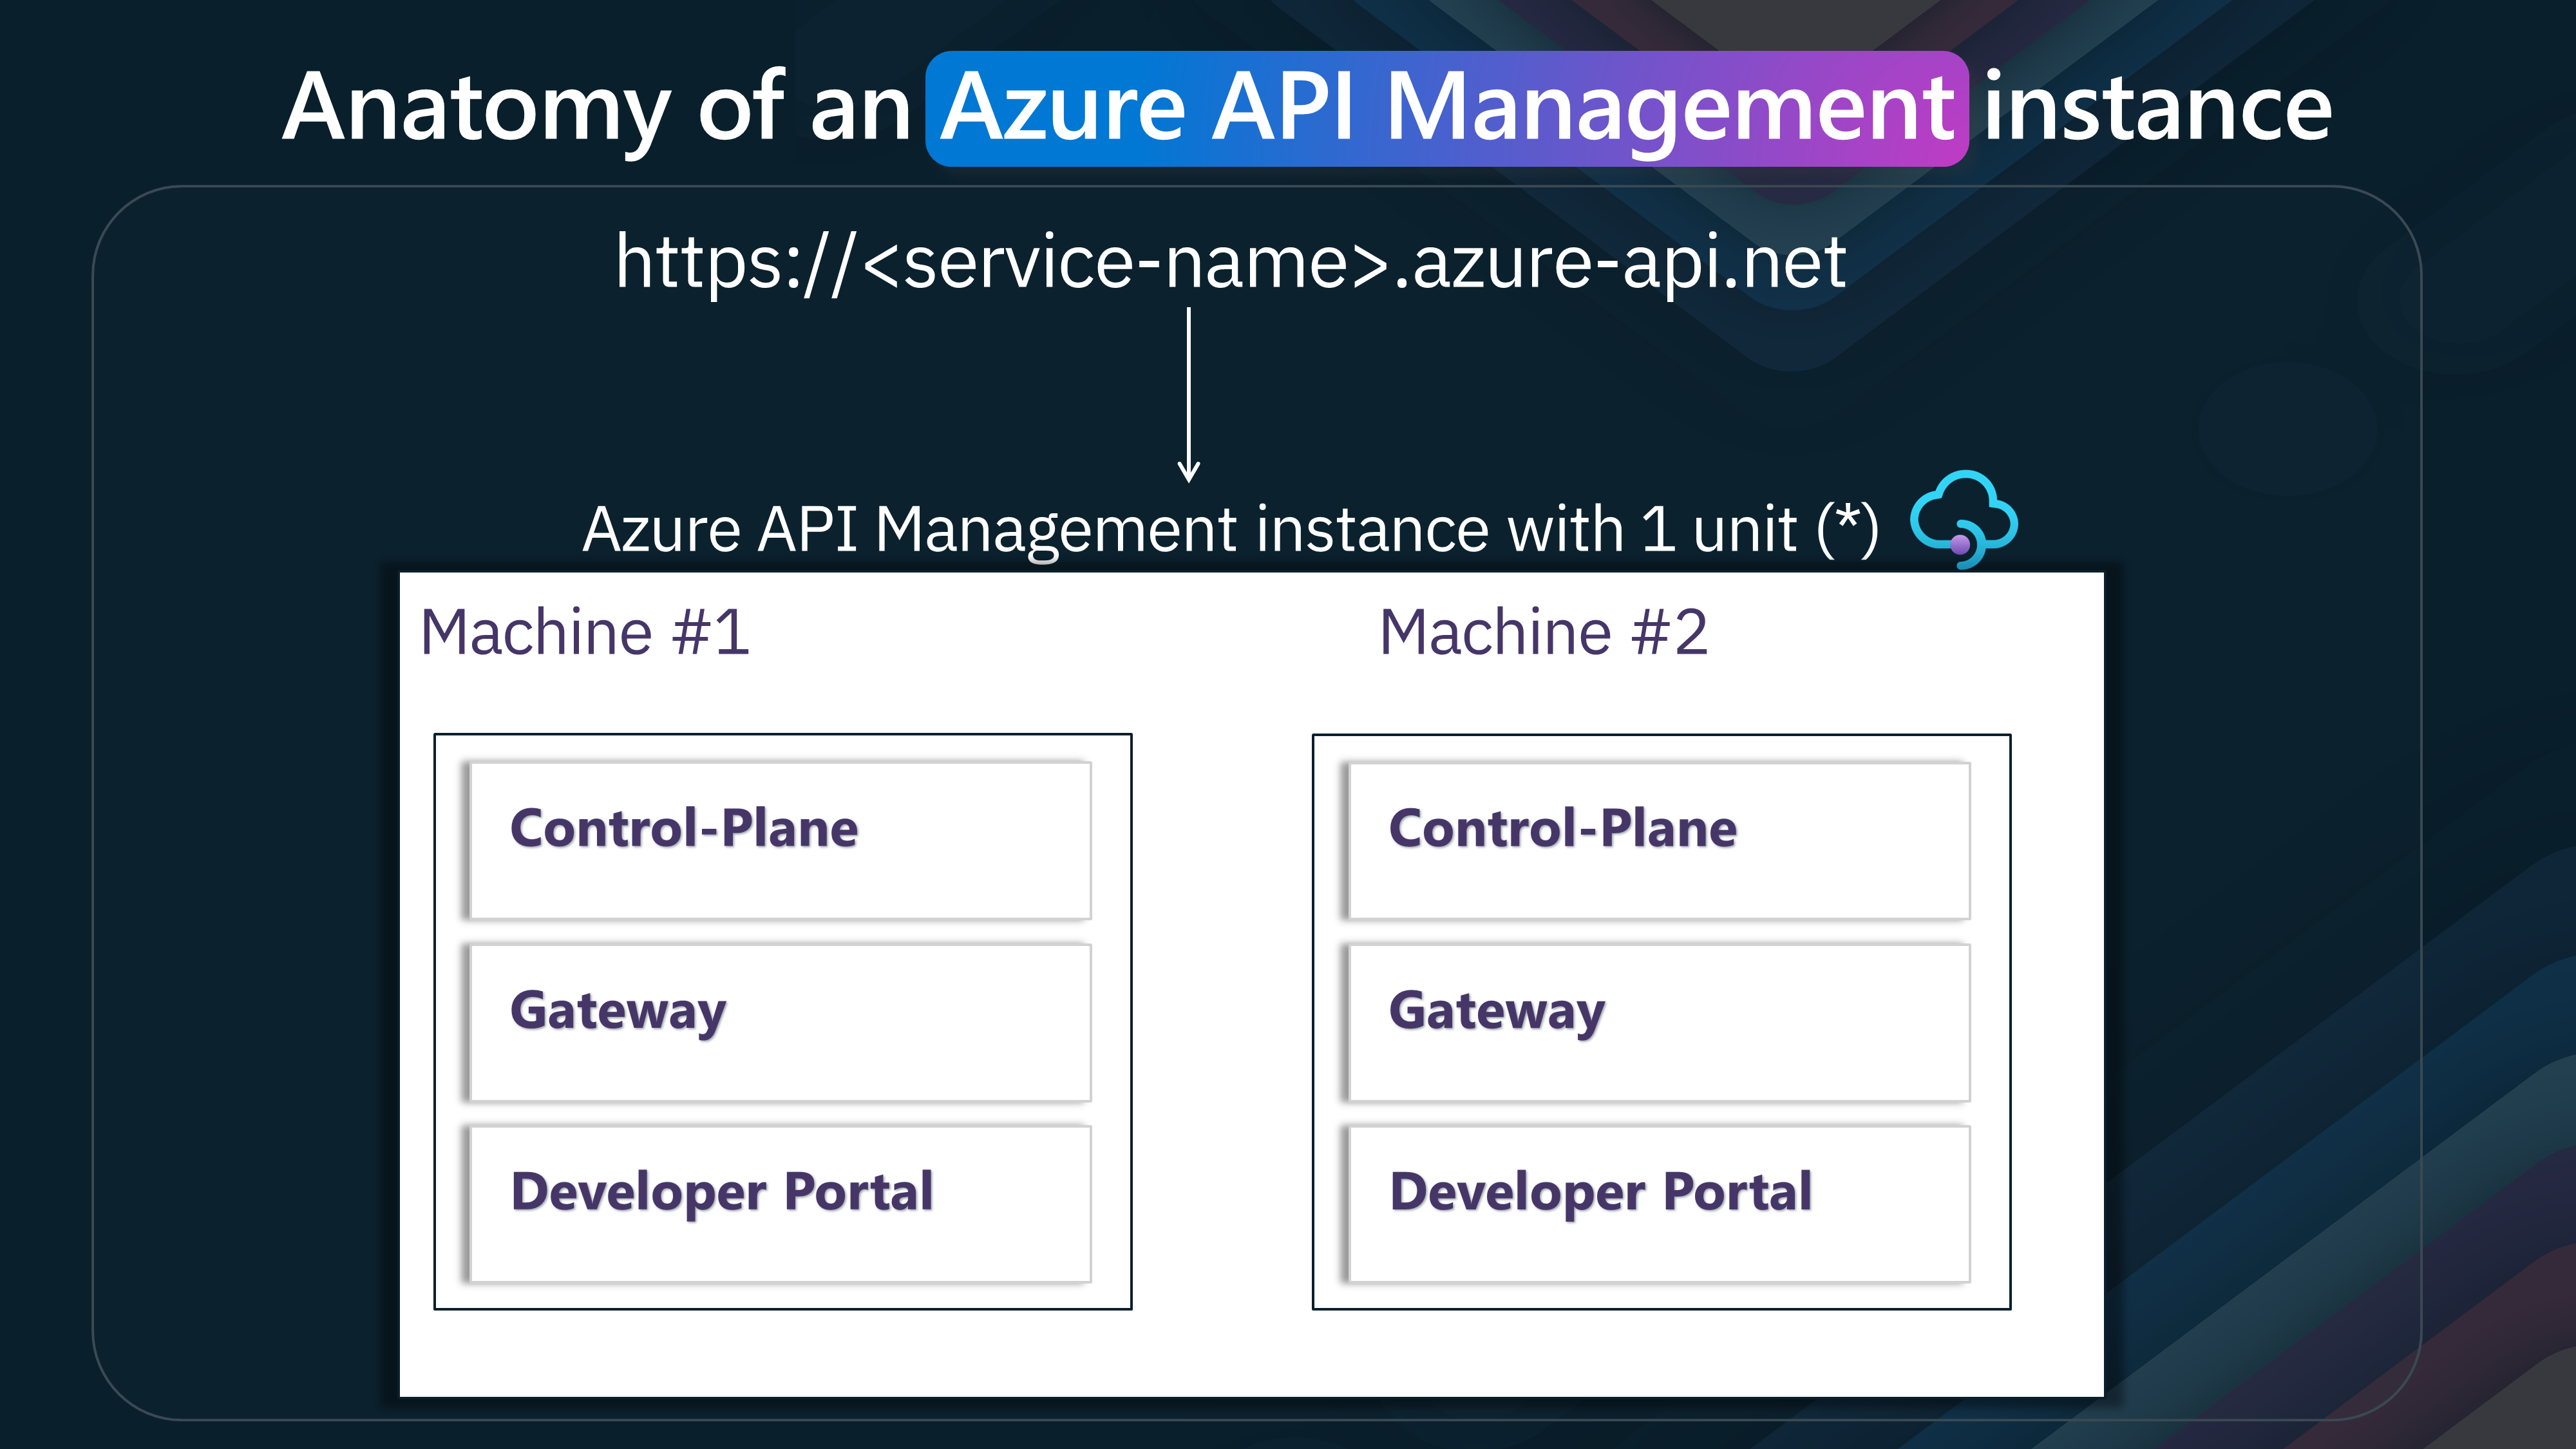 Anatomy of an Azure API Management instance
https://<service-name>.azure-api.net
Azure API Management instance with 1 unit (*)
Machine #1
Machine #2
Control-Plane
Gateway
Developer Portal
Control-Plane
Gateway
Developer Portal